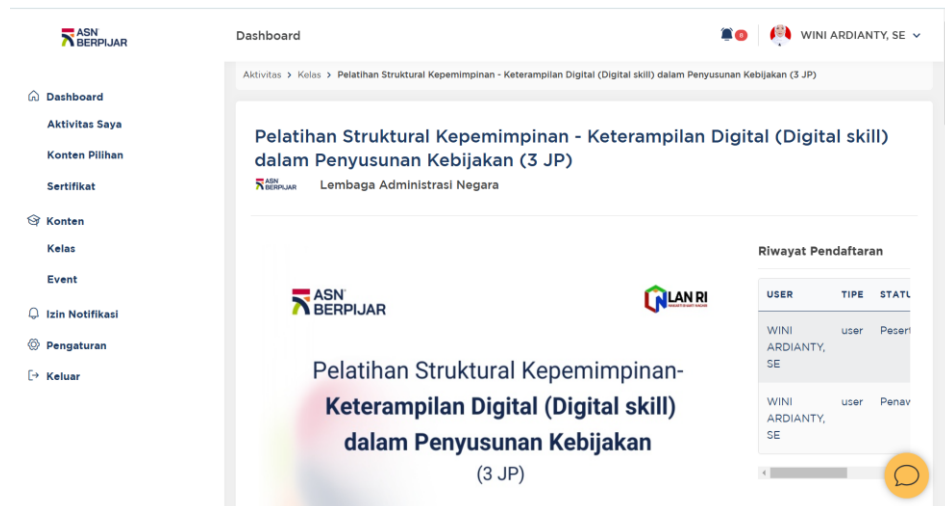 ASN
BERPIJAR
Dashboard
WINI ARDIANTY, SE
Aktivitas > Kelas > Pelatihan Struktural Kepemimpinan - Keterampilan Digital (Digital skill) dalam Penyusunan Kebijakan (3 JP)
Dashboard
Aktivitas Saya
Konten Pilihan
Sertifikat
Konten
Kelas
Event
Izin Notifikasi
Pengaturan
Keluar
Pelatihan Struktural Kepemimpinan - Keterampilan Digital (Digital skill)
dalam Penyusunan Kebijakan (3 JP)
ASN
BERPIJAR
Lembaga Administrasi Negara
ASN
BERPIJAR
LAN RI
Pelatihan Struktural Kepemimpinan-
Keterampilan Digital (Digital skill)
dalam Penyusunan Kebijakan
(3 JP)
Riwayat Pendaftaran
USER TIPE STATU
WINI user Pesert
ARDIANTY,
SE
WINI user Penaw
ARDIANTY,
SE